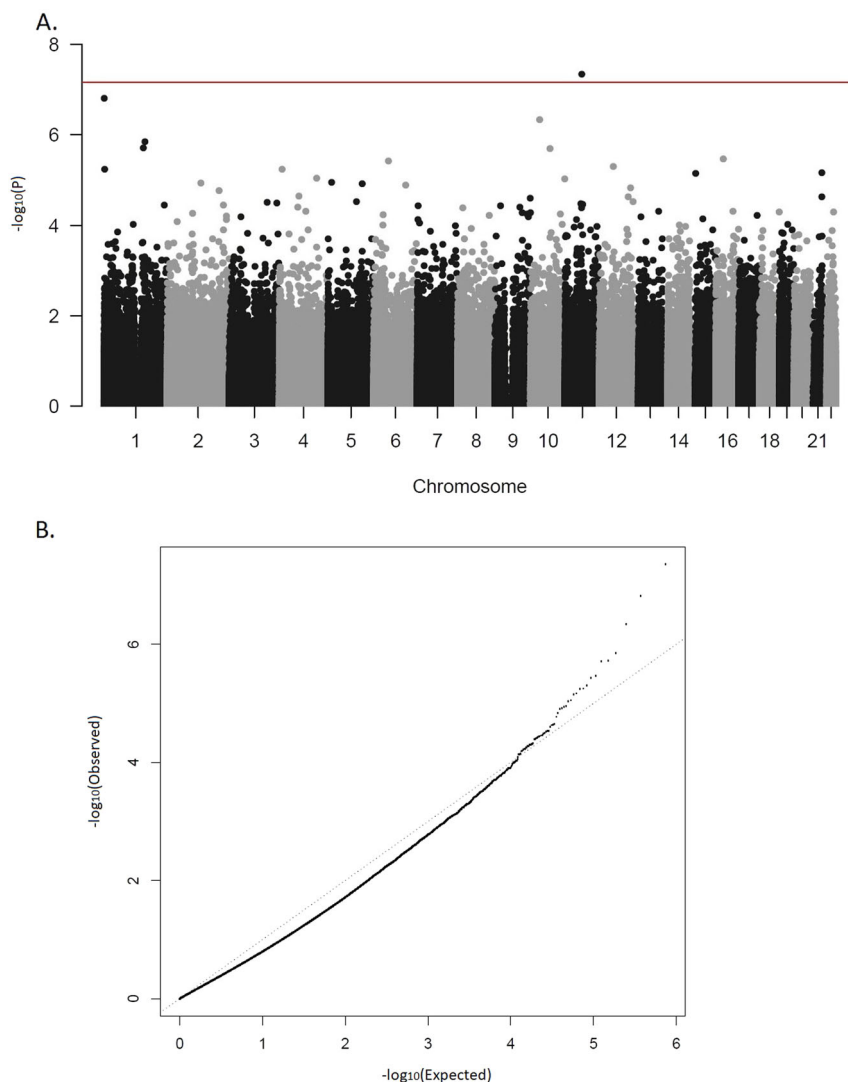 A.
8
6
4
2
0
-log₁₀(P)
1 2 3 4 5 6 7 8 9 10 12 14 16 18 21
Chromosome
B.
6
4
2
0
-log₁₀(Observed)
0 1 2 3 4 5 6
-log₁₀(Expected)